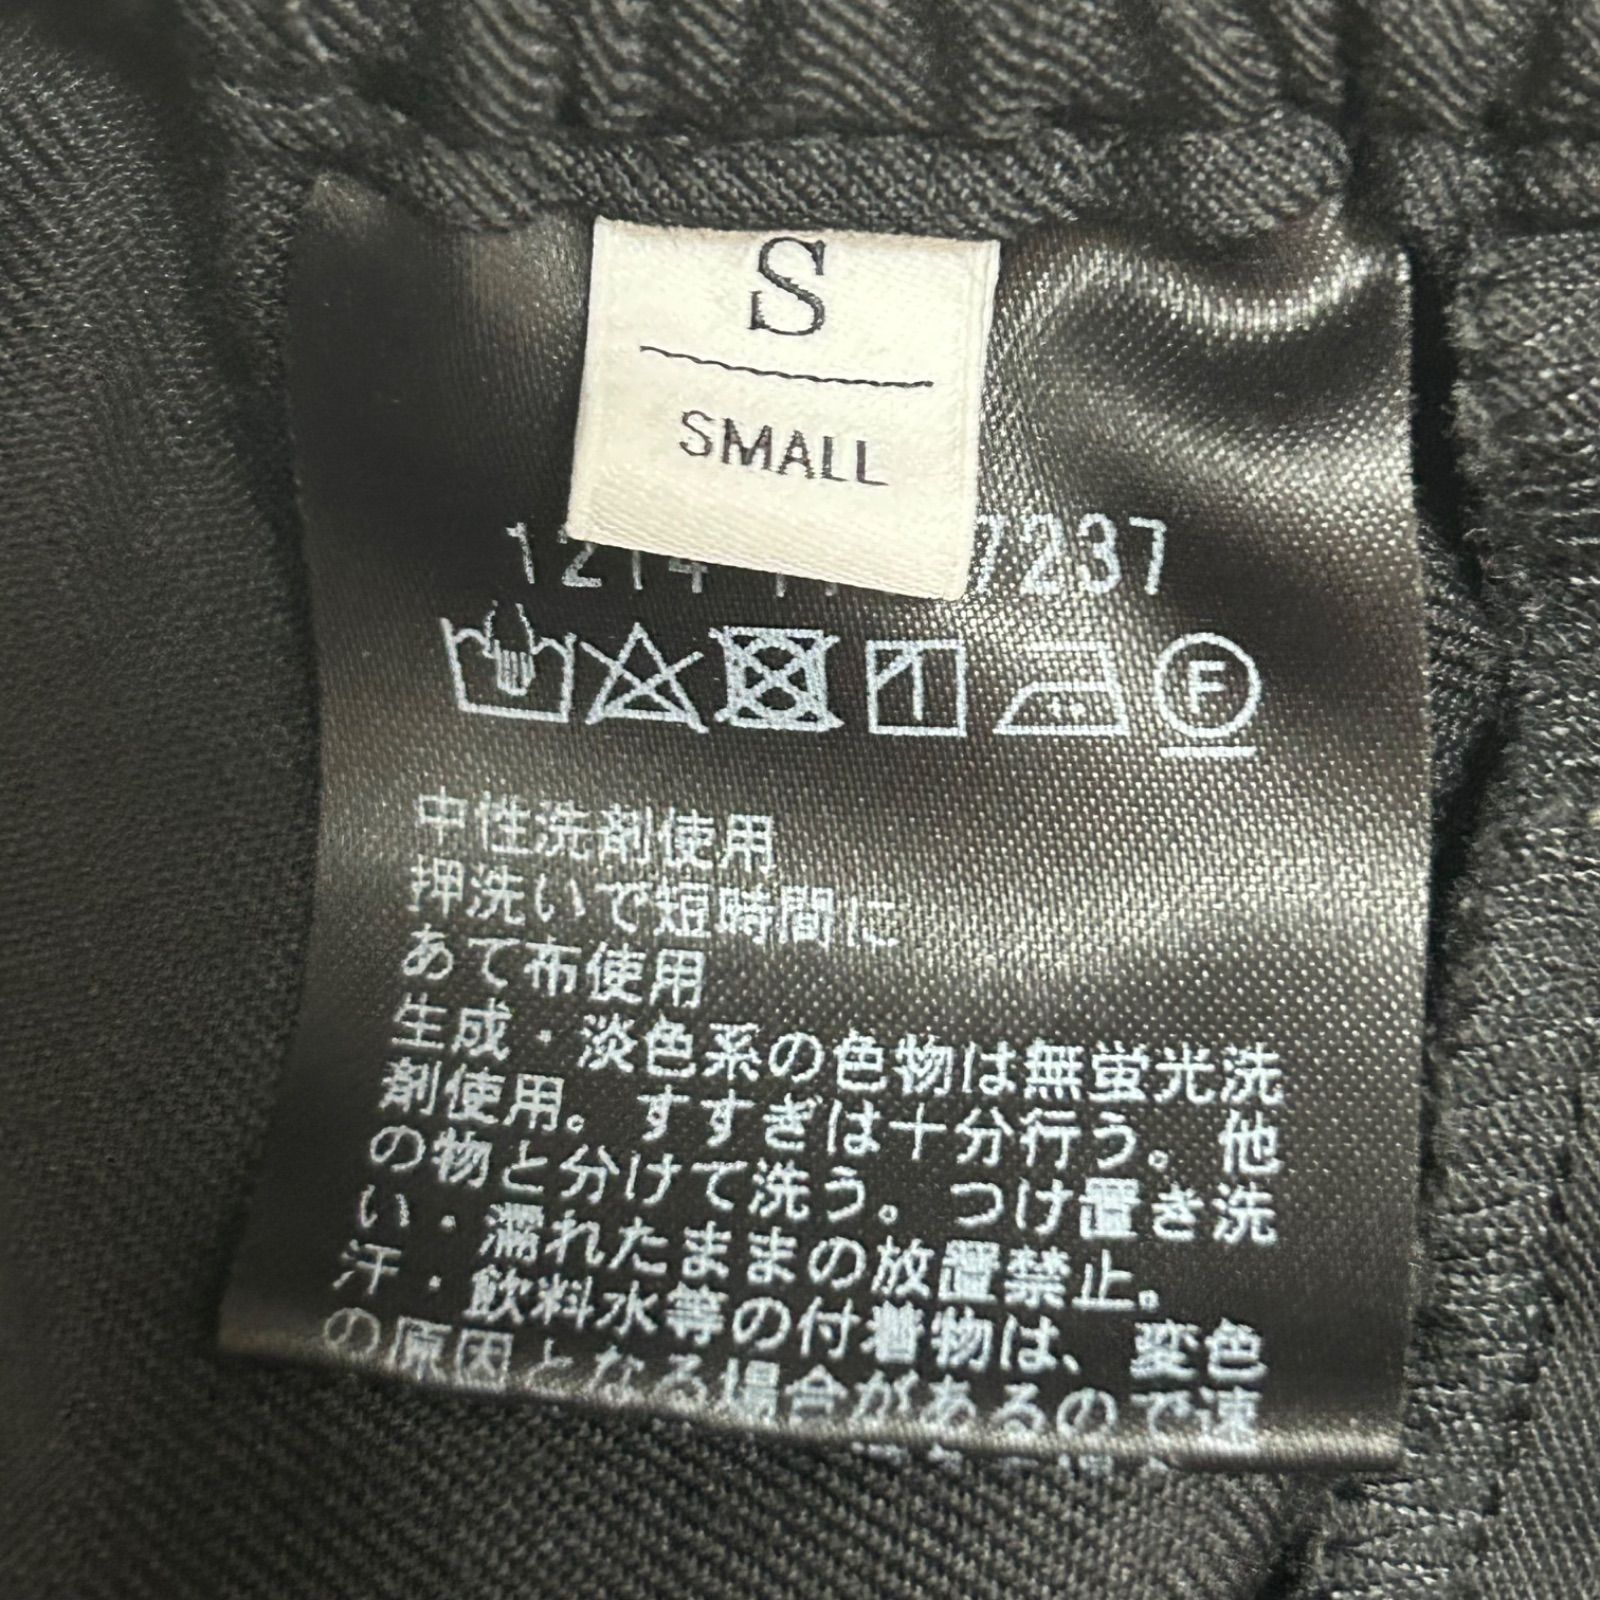 S
SMALL
7237
F
中性洗剤使用
押洗いで短時間に
あて布使用
生成・淡色系の色物は無蛍光洗
剤使用。すすぎは十分行う。他
の物と分けて洗う。つけ置き洗
い・濡れたままの放置禁止。
汗・飲料水等の付着物は、変色
の原因となる場合があるので速